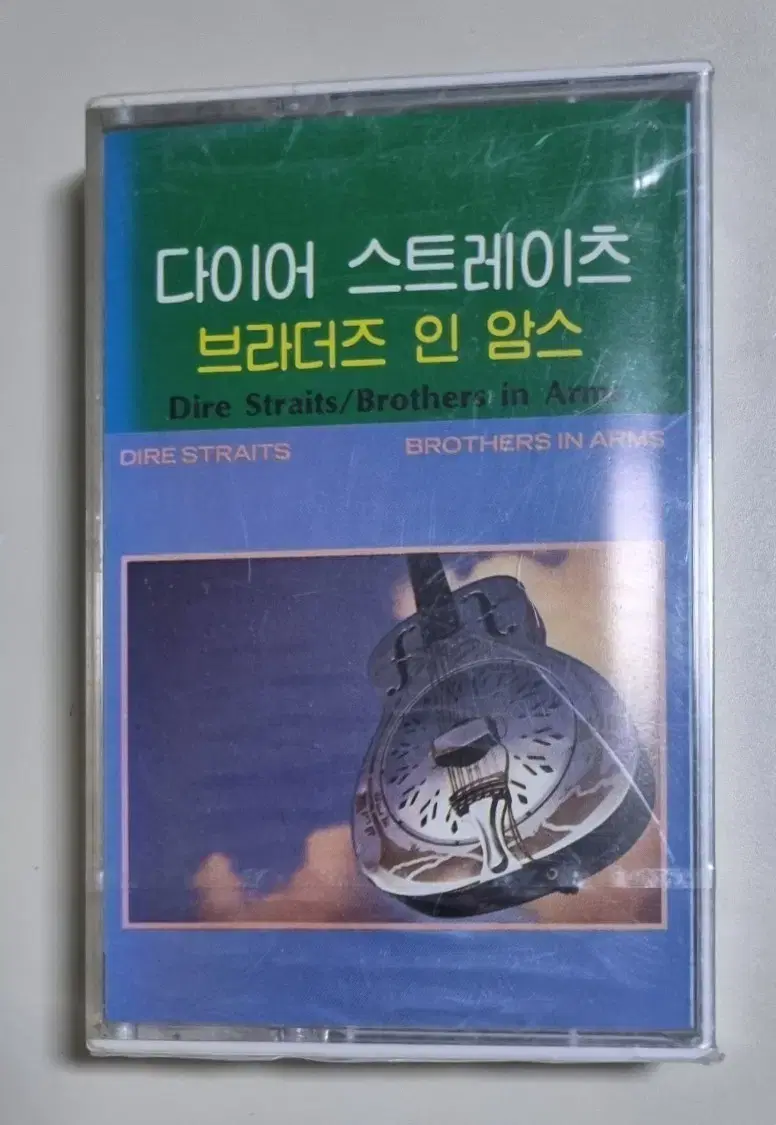 다이어 스트레이츠
브라더즈 인 암스
Dire Straits/Brothers in Arms
DIRE STRAITS BROTHERS IN ARMS